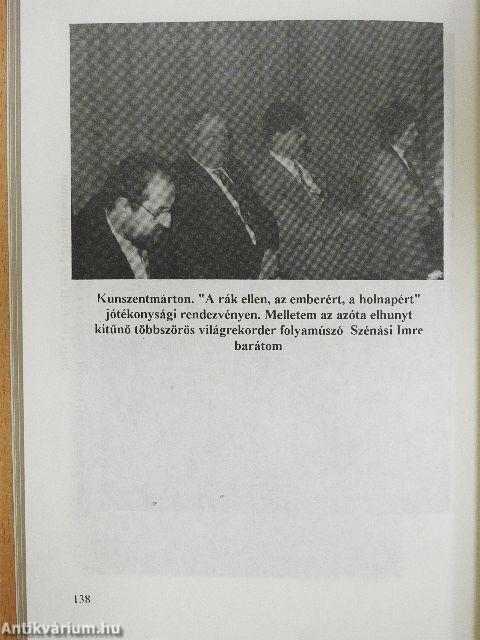 Kunszentmárton. "A rák ellen, az emberért, a holnapért"
jótékonysági rendezvényen. Melletem az azóta elhunyt
kitűnő többszörös világrekorder folyamúszó Szénási Imre
barátom
138
Antikvárium.hu